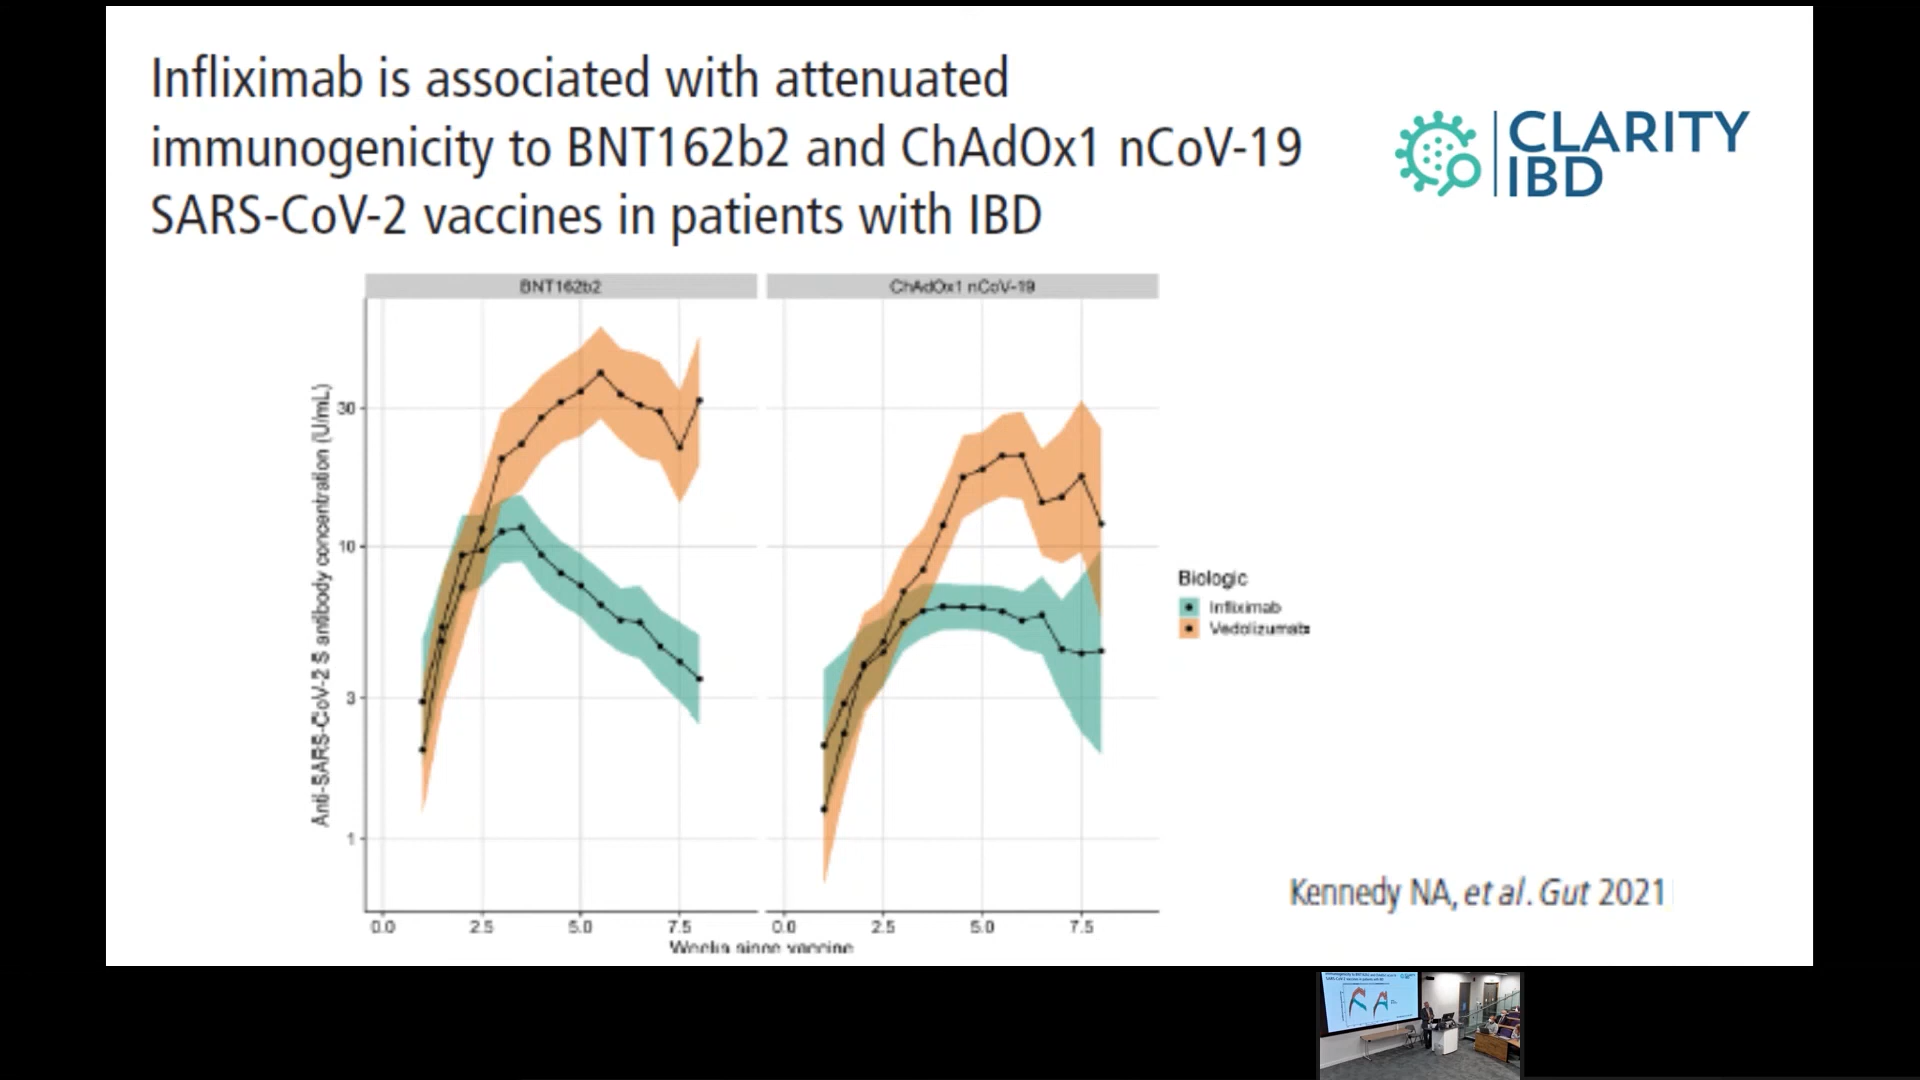 Infliximab is associated with attenuated
immunogenicity to BNT162b2 and ChAdOx1 nCoV-19
SARS-CoV-2 vaccines in patients with IBD
CLARITY
IBD
BNT162b2
ChAdOx1 nCoV-19
Anti-SARS-CoV-2 S antibody concentration (U/mL)
30
10
3
1
0.0 2.5 5.0 7.5
0.0 2.5 5.0 7.5
Weeks since vaccine
Biologic
Infliximab
Vedolizumab
Kennedy NA, et al. Gut 2021